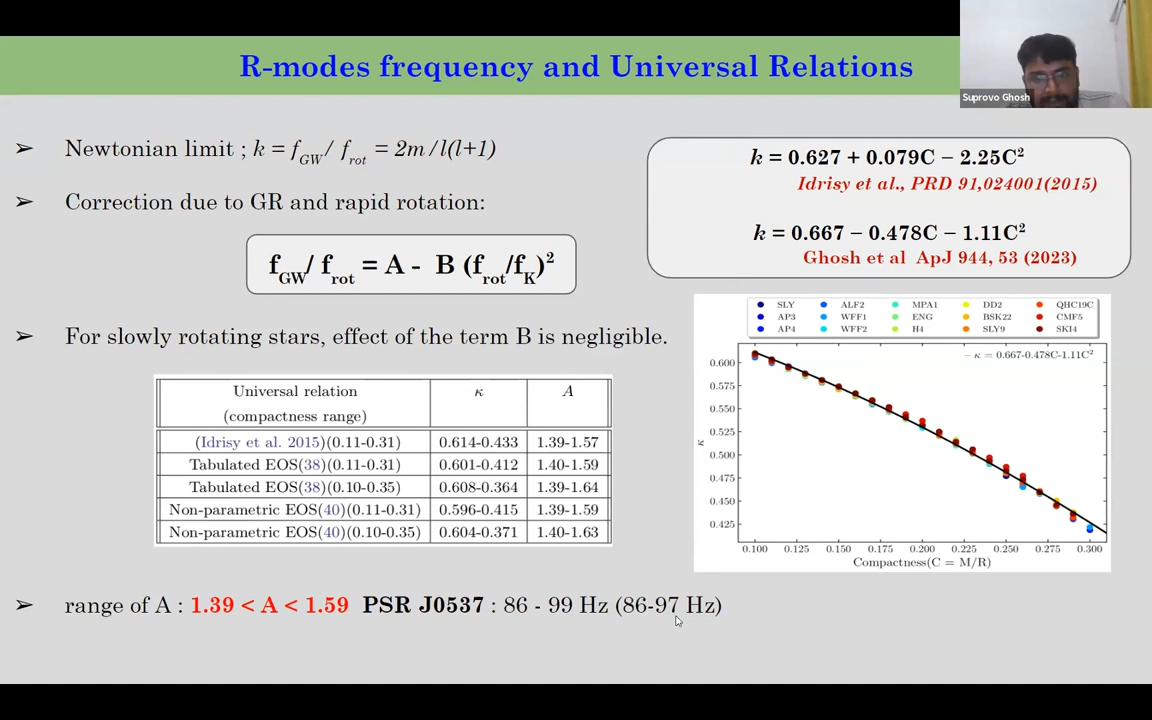 R-modes frequency and Universal Relations
Suprovo Ghosh
➢ Newtonian limit ; k = f_GW / f_rot = 2m / l(l+1)
➢ Correction due to GR and rapid rotation:
f_GW/ f_rot = A - B (f_rot/f_K)²
k = 0.627 + 0.079C − 2.25C²
Idrisy et al., PRD 91,024001(2015)
k = 0.667 − 0.478C − 1.11C²
Ghosh et al ApJ 944, 53 (2023)
➢ For slowly rotating stars, effect of the term B is negligible.
Universal relation κ A
(compactness range)
(Idrisy et al. 2015)(0.11-0.31) 0.614-0.433 1.39-1.57
Tabulated EOS(38)(0.11-0.31) 0.601-0.412 1.40-1.59
Tabulated EOS(38)(0.10-0.35) 0.608-0.364 1.39-1.64
Non-parametric EOS(40)(0.11-0.31) 0.596-0.415 1.39-1.59
Non-parametric EOS(40)(0.10-0.35) 0.604-0.371 1.40-1.63
SLY ALF2 MPA1 DD2 QHC19C
AP3 WFF1 ENG BSK22 CMF5
AP4 WFF2 H4 SLY9 SKI4
− κ = 0.667-0.478C-1.11C²
0.600
0.575
0.550
0.525
κ
0.500
0.475
0.450
0.425
0.100 0.125 0.150 0.175 0.200 0.225 0.250 0.275 0.300
Compactness(C = M/R)
➢ range of A : 1.39 < A < 1.59 PSR J0537 : 86 - 99 Hz (86-97 Hz)